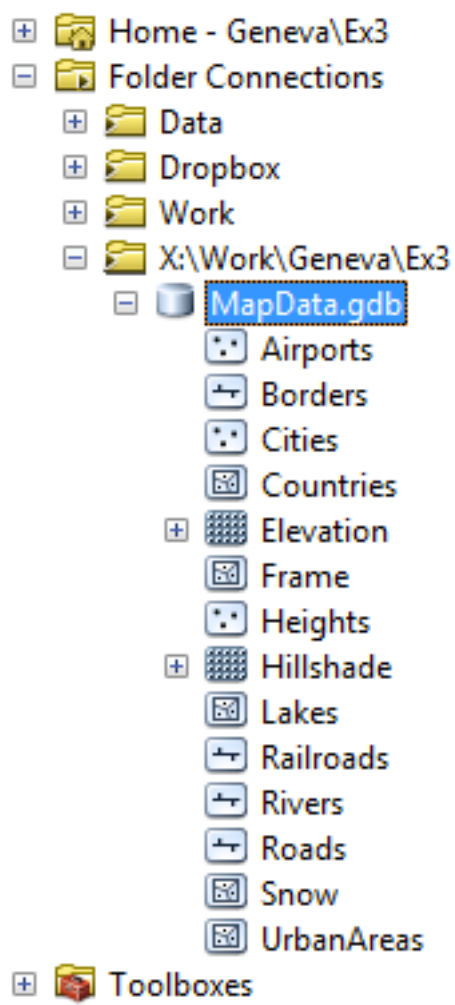 Home - Geneva\Ex3
Folder Connections
Data
Dropbox
Work
X:\Work\Geneva\Ex3
MapData.gdb
Airports
Borders
Cities
Countries
Elevation
Frame
Heights
Hillshade
Lakes
Railroads
Rivers
Roads
Snow
UrbanAreas
Toolboxes